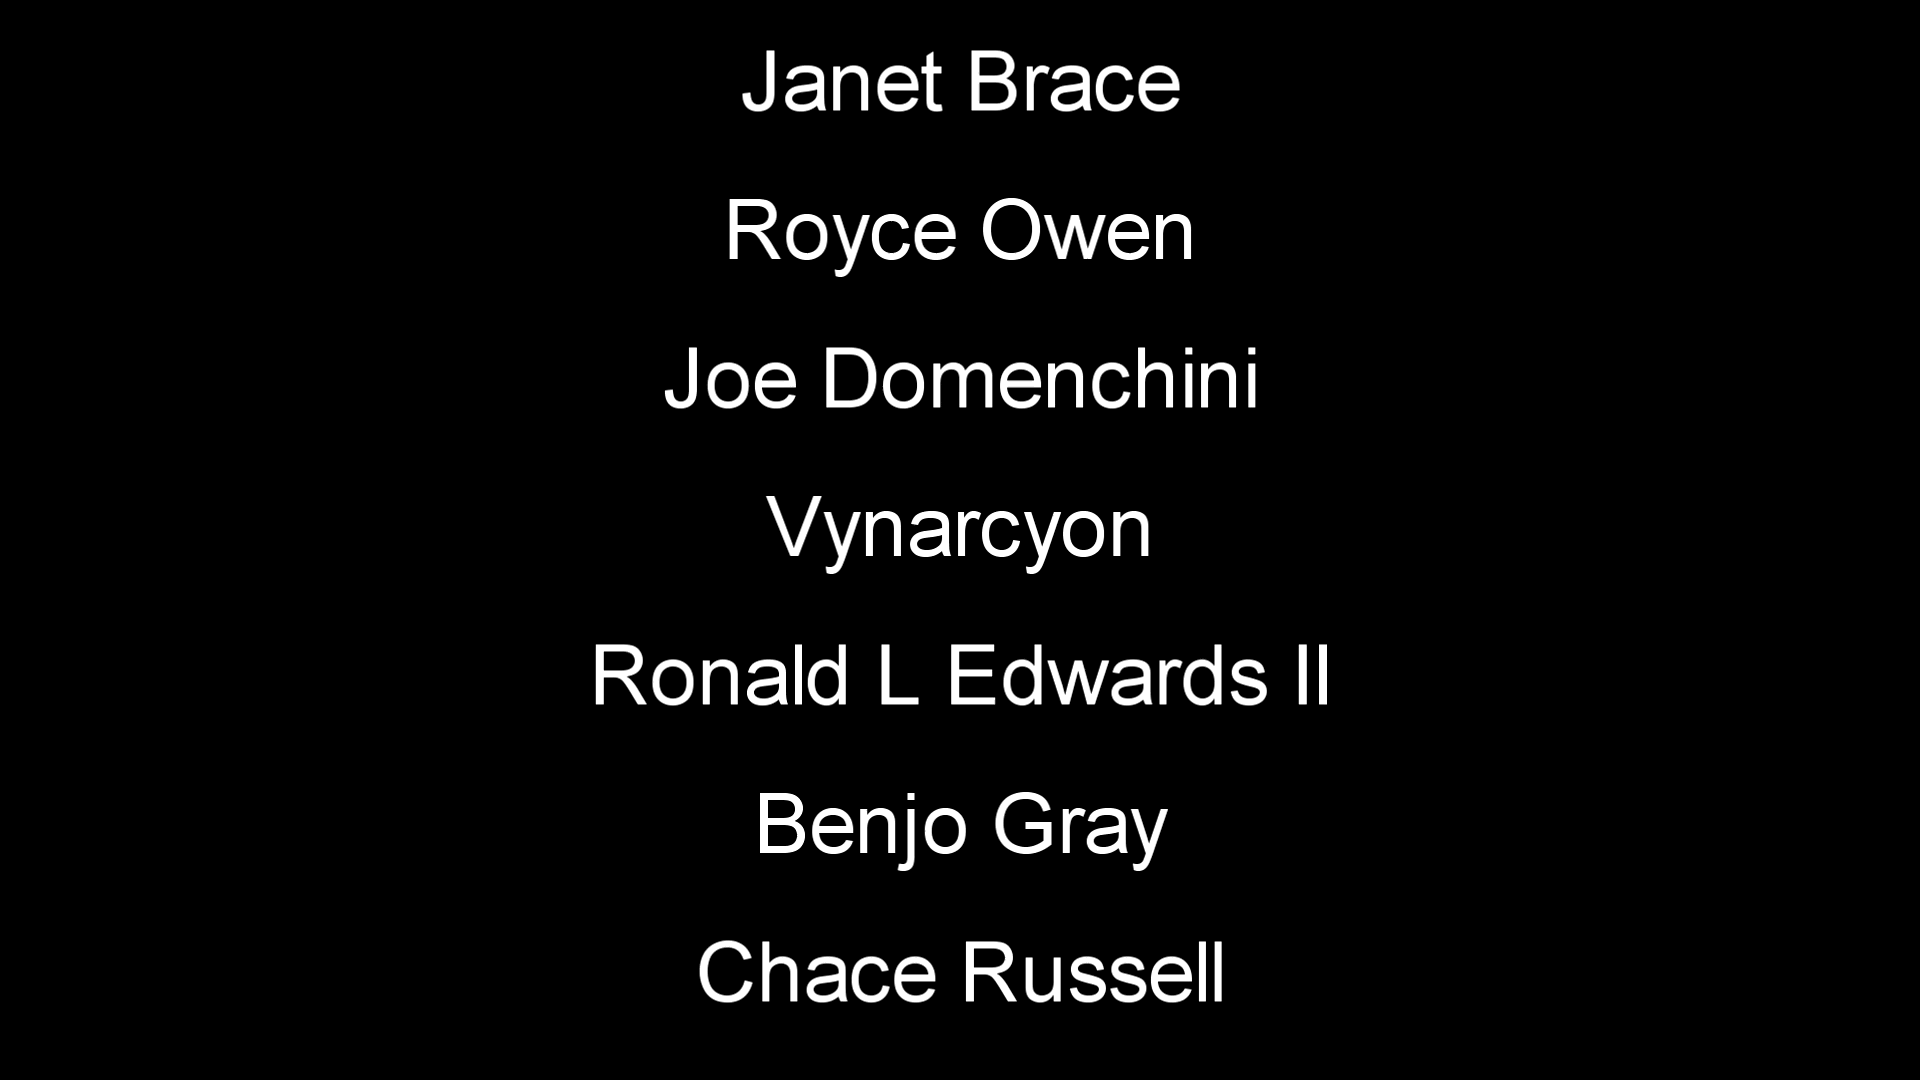 Janet Brace
Royce Owen
Joe Domenchini
Vynarcyon
Ronald L Edwards II
Benjo Gray
Chace Russell